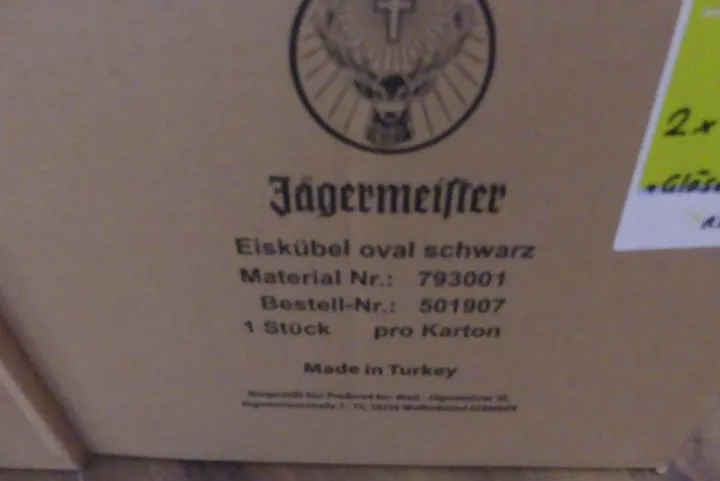 Jägermeister
Eiskübel oval schwarz
Material Nr.: 793001
Bestell-Nr.: 501907
1 Stück pro Karton
Made in Turkey
2x